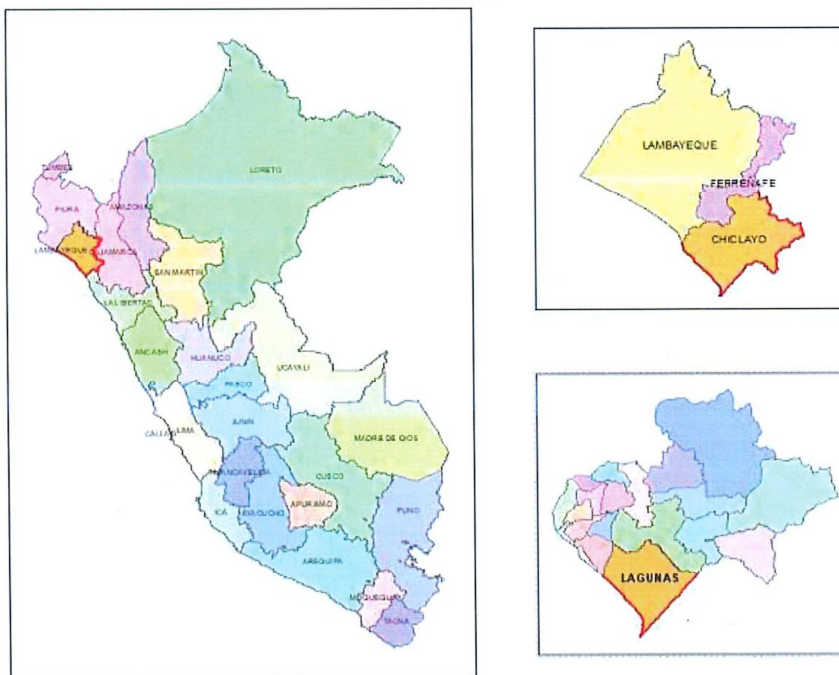 TUMBES
PIURA
AMAZONAS
LORETO
LAMBAYEQUE
CAJAMARCA
SAN MARTIN
LA LIBERTAD
ANCASH
HUANUCO
UCAYALI
PASCO
JUNIN
CALLAO
LIMA
MADRE DE DIOS
HUANCAVELICA
CUSCO
ICA
AYACUCHO
APURIMAC
PUNO
AREQUIPA
MOQUEGUA
TACNA
LAMBAYEQUE
FERREÑAFE
CHICLAYO
LAGUNAS